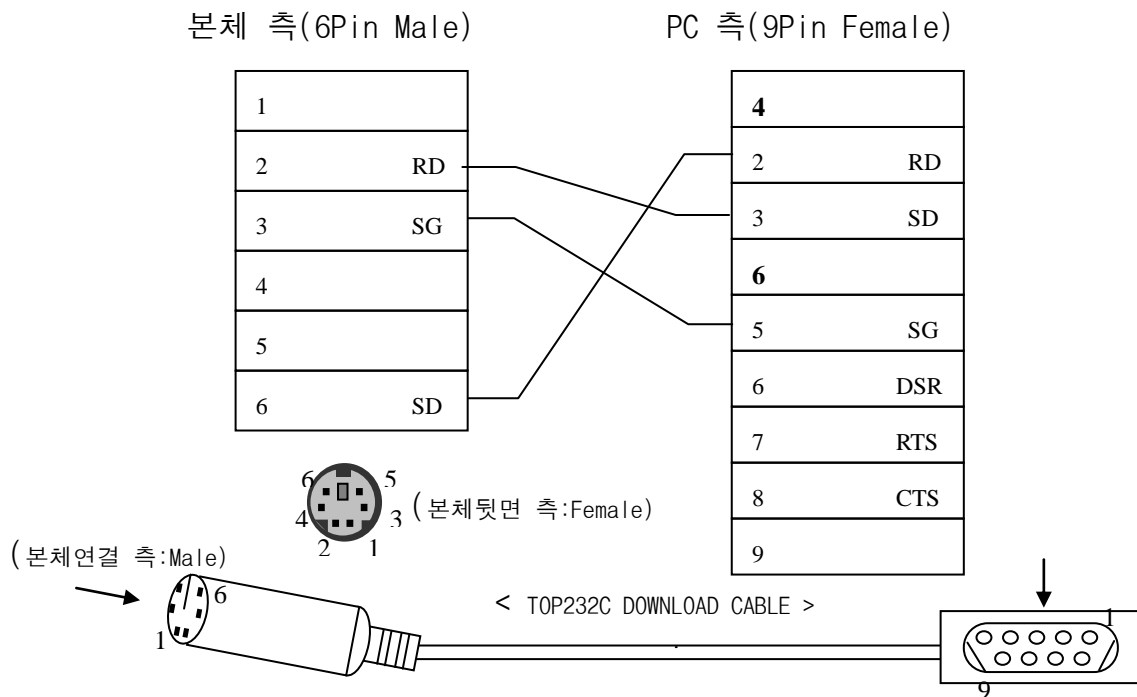 본체 측(6Pin Male) PC 측(9Pin Female)
1
2 RD
3 SG
4
5
6 SD
4
2 RD
3 SD
6
5 SG
6 DSR
7 RTS
8 CTS
9
6 5
4 3
2 1
(본체뒷면 측:Female)
(본체연결 측:Male)
6
1
< TOP232C DOWNLOAD CABLE >
1
9